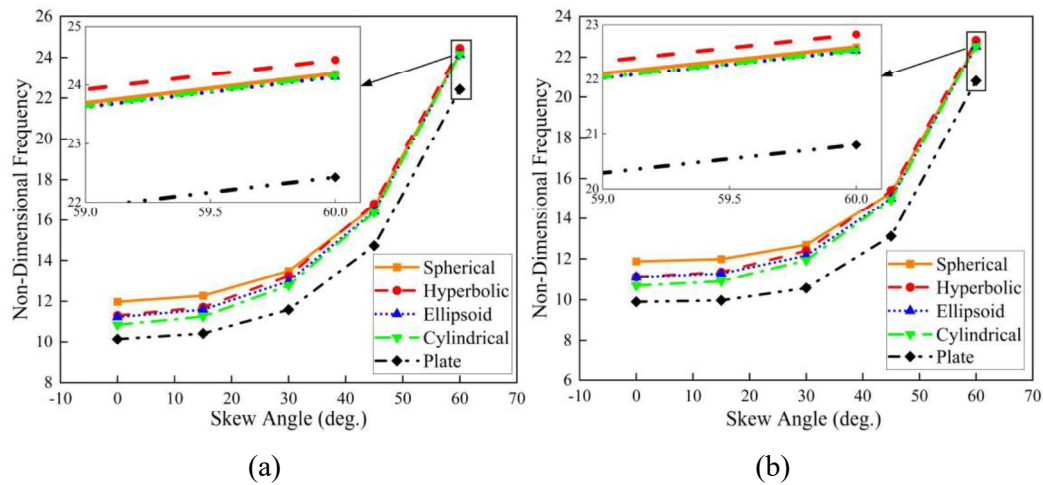 26
24
22
20
18
16
14
12
10
8
Non-Dimensional Frequency
25
24
23
22
59.0
59.5
60.0
Spherical
Hyperbolic
Ellipsoid
Cylindrical
Plate
-10 0 10 20 30 40 50 60 70
Skew Angle (deg.)
(a)
24
22
20
18
16
14
12
10
8
6
Non-Dimensional Frequency
23
22
21
20
59.0
59.5
60.0
Spherical
Hyperbolic
Ellipsoid
Cylindrical
Plate
-10 0 10 20 30 40 50 60 70
Skew Angle (deg.)
(b)